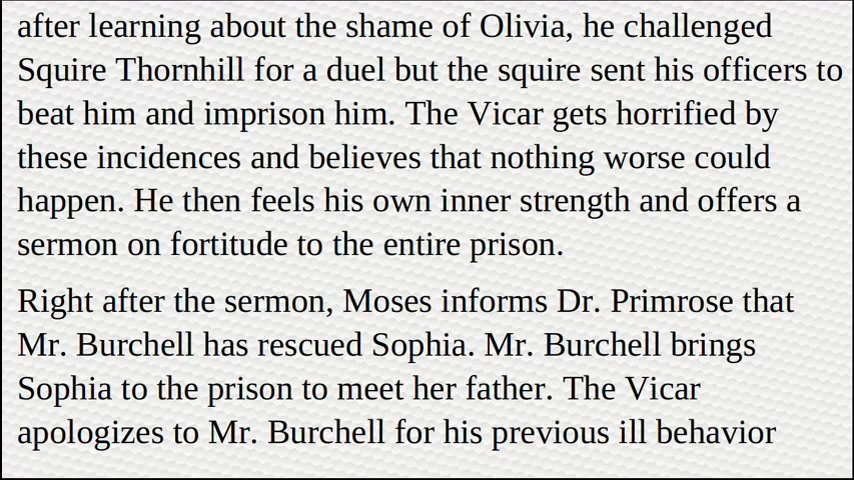 after learning about the shame of Olivia, he challenged
Squire Thornhill for a duel but the squire sent his officers to
beat him and imprison him. The Vicar gets horrified by
these incidences and believes that nothing worse could
happen. He then feels his own inner strength and offers a
sermon on fortitude to the entire prison.
Right after the sermon, Moses informs Dr. Primrose that
Mr. Burchell has rescued Sophia. Mr. Burchell brings
Sophia to the prison to meet her father. The Vicar
apologizes to Mr. Burchell for his previous ill behavior